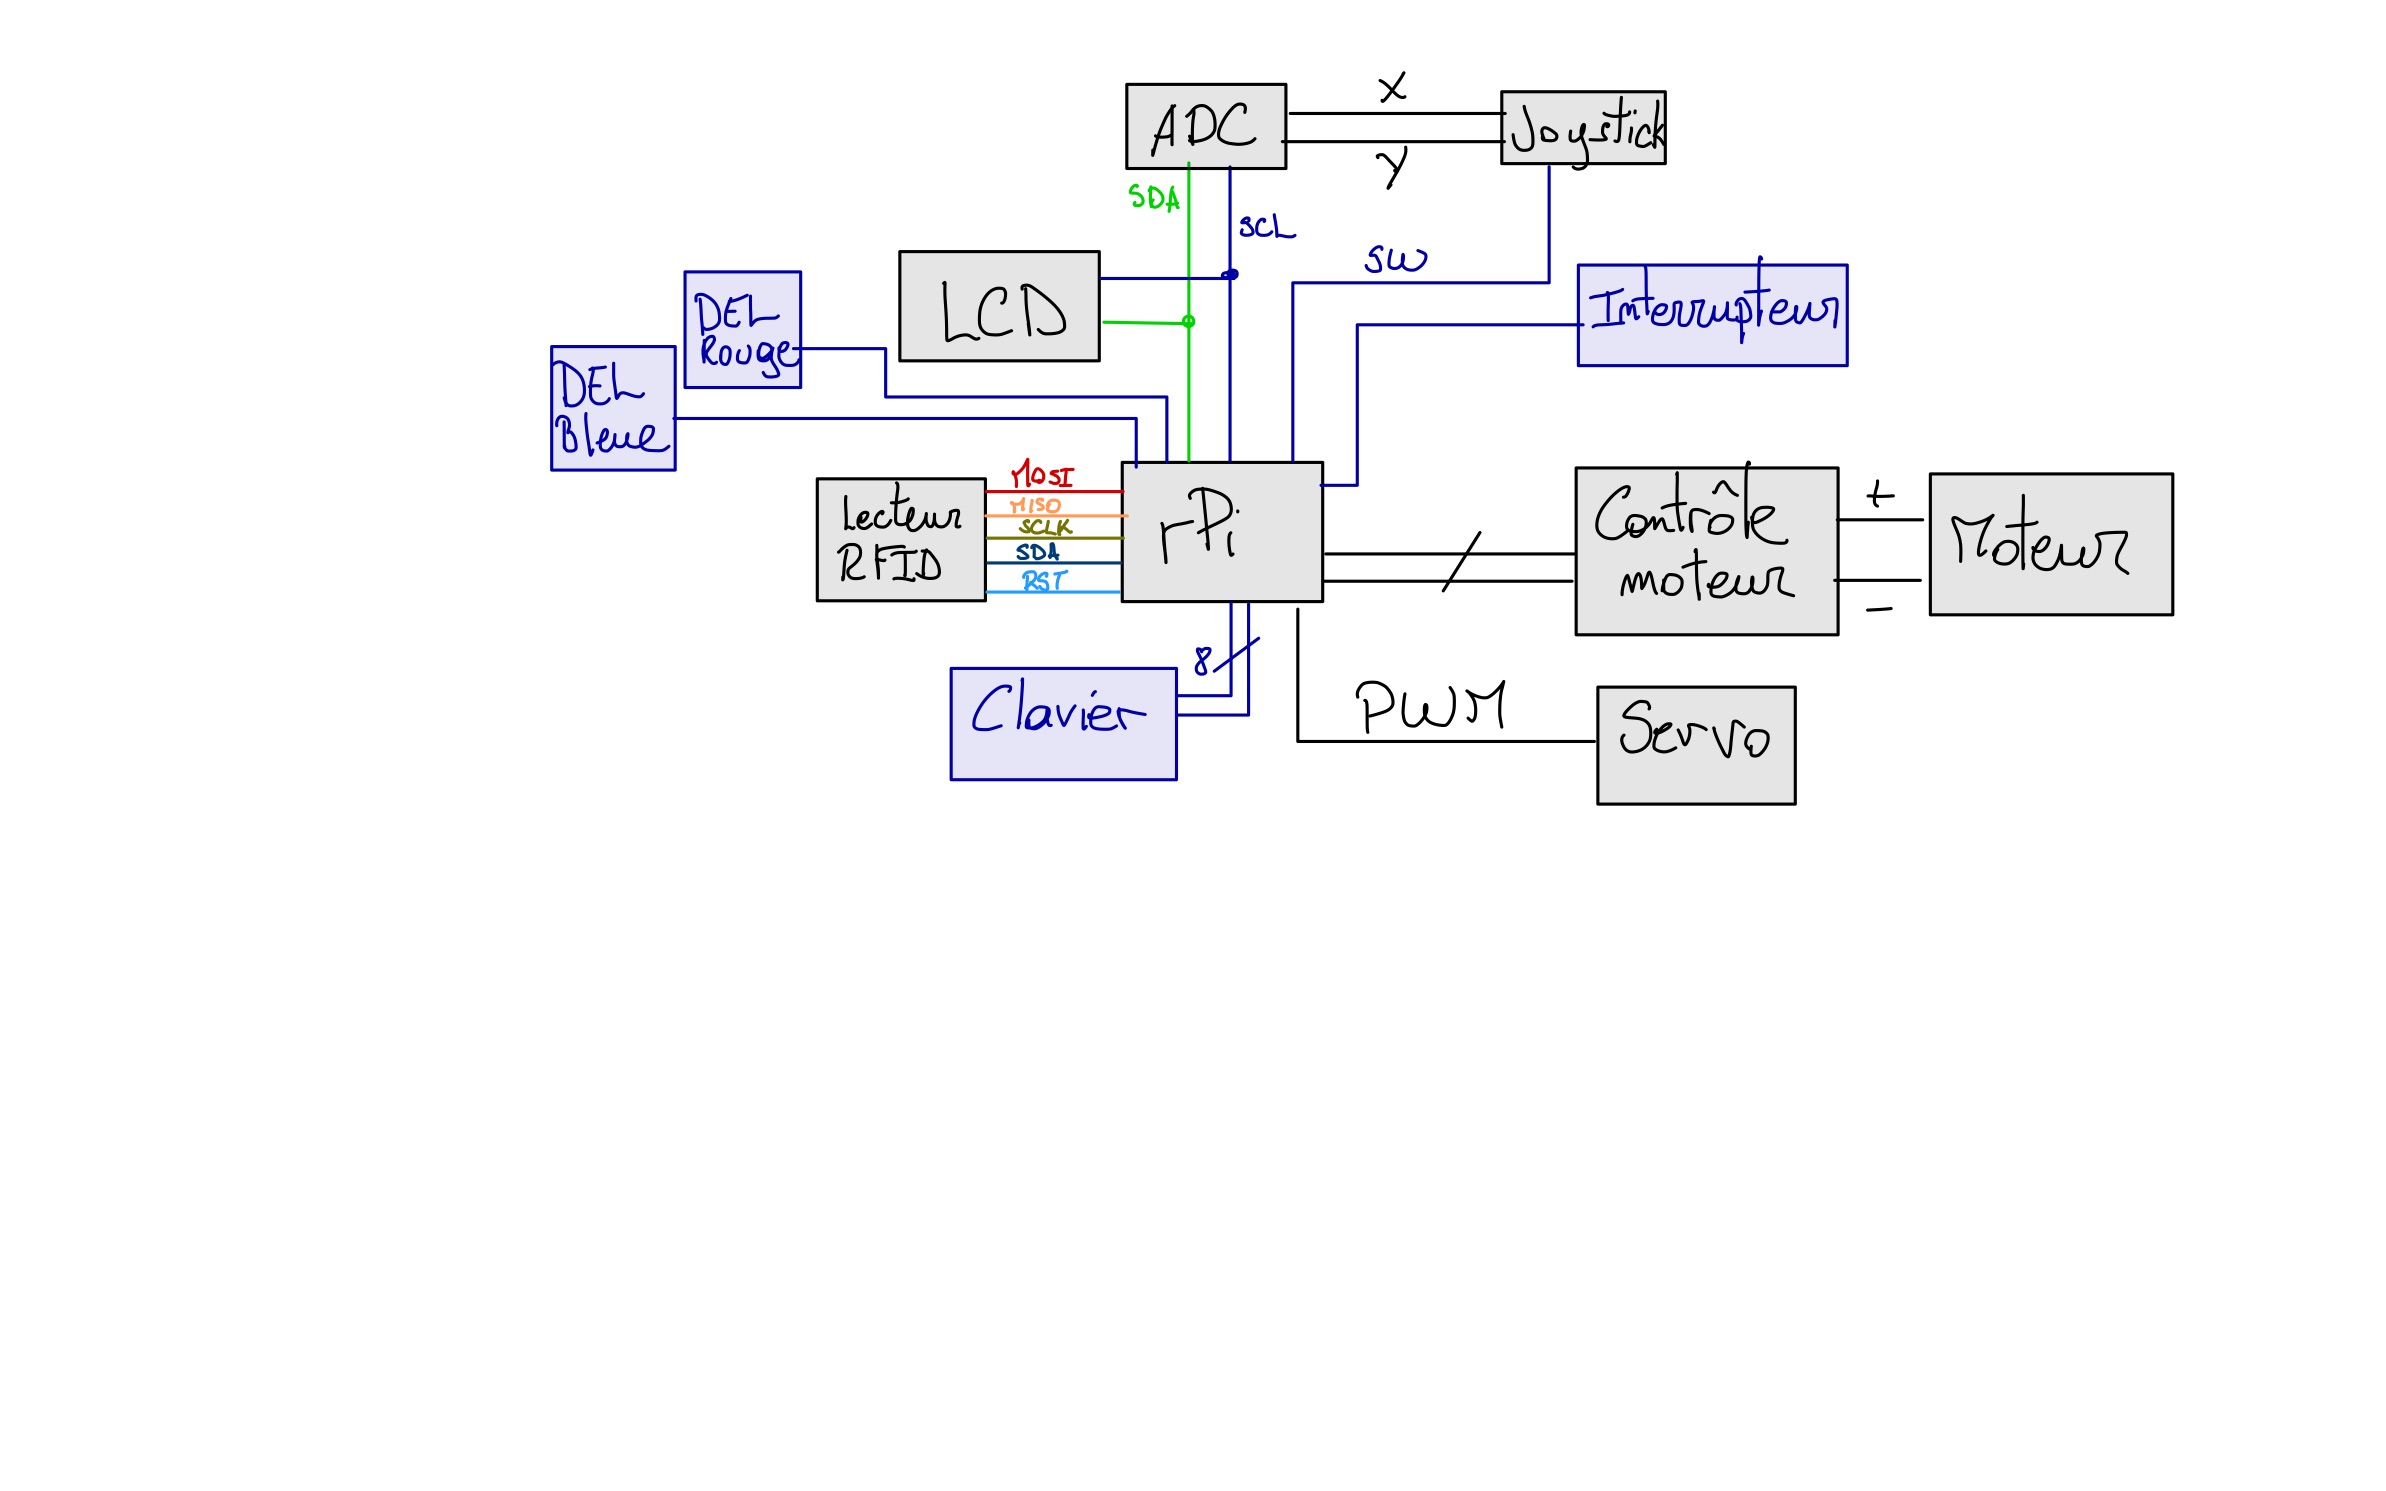 x
ADC
Joystick
y
SDA
SCL
SW
LCD
DEL
Rouge
Interrupteur
DEL
Bleue
MOSI
MISO
SCLK
SDA
RST
Lecteur
RFID
rPi
Contrôle
moteur
+
-
Moteur
8
Clavier
PWM
Servo